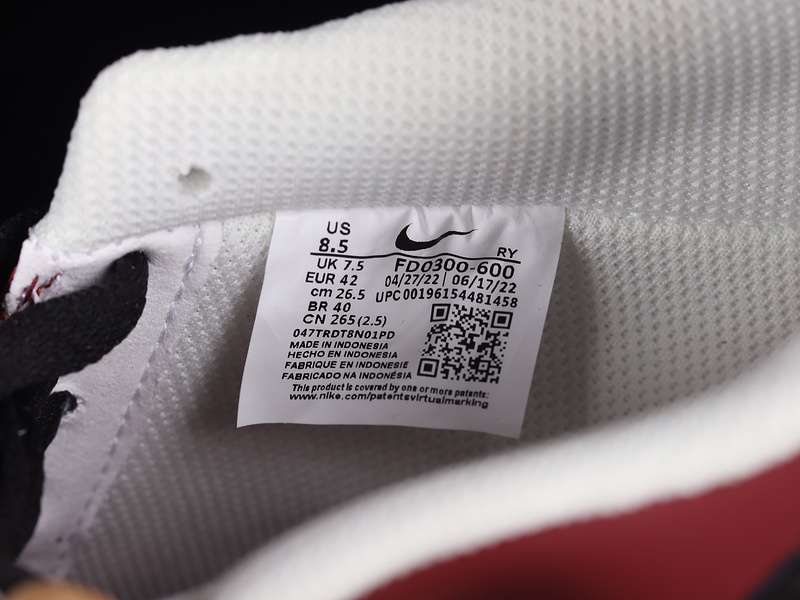 US
8.5
RY
UK 7.5 FD0300-600
EUR 42 04/27/22 | 06/17/22
cm 26.5 UPC 00196154481458
BR 40
CN 265 (2.5)
047TRDT8N01PD
MADE IN INDONESIA
HECHO EN INDONESIA
FABRIQUE EN INDONESIE
FABRICADO NA INDONÉSIA
This product is covered by one or more patents:
www.nike.com/patentsvirtualmarking